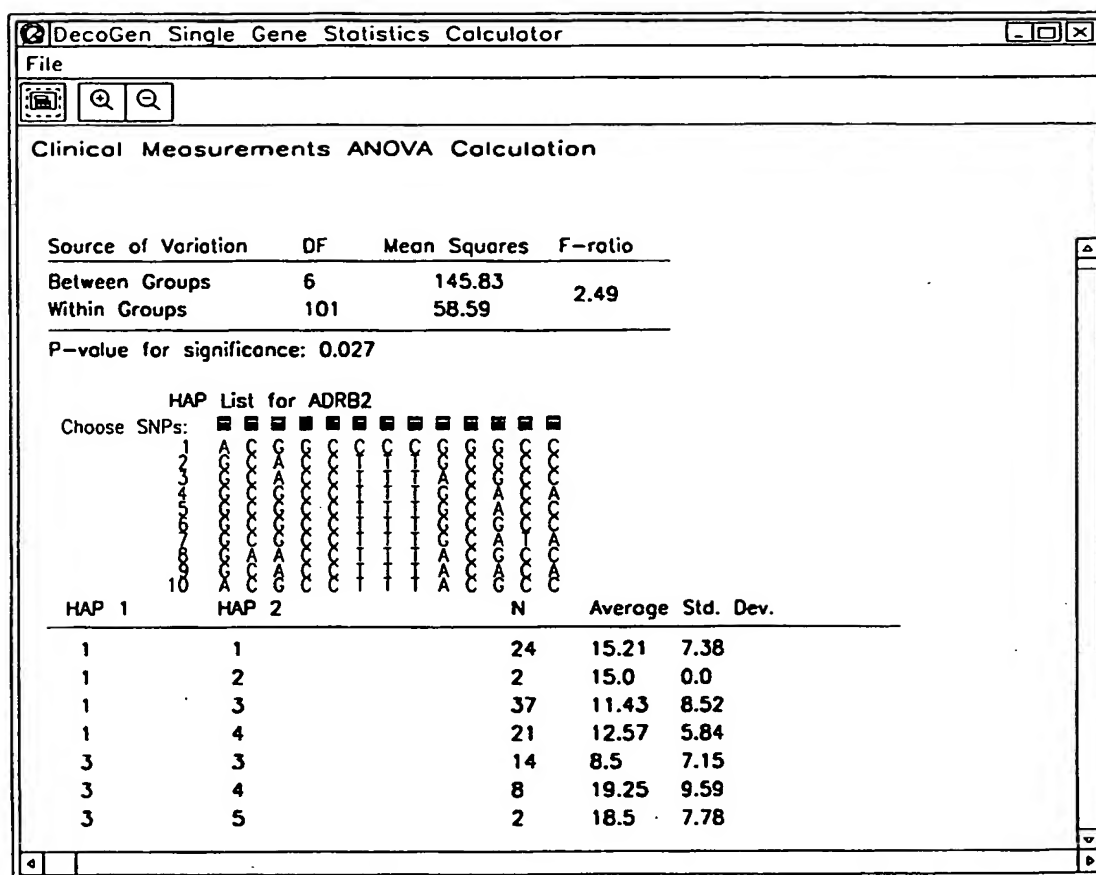 DecoGen Single Gene Statistics Calculator
File
Clinical Measurements ANOVA Calculation
Source of Variation DF Mean Squares F-ratio
Between Groups 6 145.83
2.49
Within Groups 101 58.59
P-value for significance: 0.027
HAP List for ADRB2
Choose SNPs:
1 A C G G C C C C G G G C C
2 G C A C C T T T G C G C C
3 G C A C C T T T A C G C C
4 G C G C C T T T G C A C A
5 G C G C C T T T G C A C C
6 G C G C C T T T G C G C C
7 G C G C C T T T G C A T A
8 G A A C C T T T A C G C C
9 G C A C C T T T A C A C A
10 A C G C C T T T A C G C C
HAP 1 HAP 2 N Average Std. Dev.
1 1 24 15.21 7.38
1 2 2 15.0 0.0
1 3 37 11.43 8.52
1 4 21 12.57 5.84
3 3 14 8.5 7.15
3 4 8 19.25 9.59
3 5 2 18.5 7.78